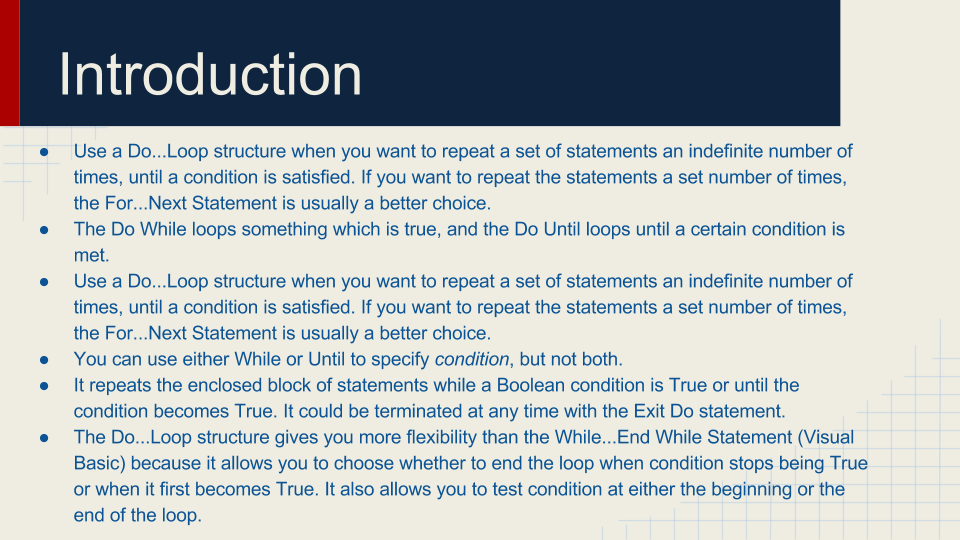 Introduction
● Use a Do...Loop structure when you want to repeat a set of statements an indefinite number of
times, until a condition is satisfied. If you want to repeat the statements a set number of times,
the For...Next Statement is usually a better choice.
● The Do While loops something which is true, and the Do Until loops until a certain condition is
met.
● Use a Do...Loop structure when you want to repeat a set of statements an indefinite number of
times, until a condition is satisfied. If you want to repeat the statements a set number of times,
the For...Next Statement is usually a better choice.
● You can use either While or Until to specify condition, but not both.
● It repeats the enclosed block of statements while a Boolean condition is True or until the
condition becomes True. It could be terminated at any time with the Exit Do statement.
● The Do...Loop structure gives you more flexibility than the While...End While Statement (Visual
Basic) because it allows you to choose whether to end the loop when condition stops being True
or when it first becomes True. It also allows you to test condition at either the beginning or the
end of the loop.